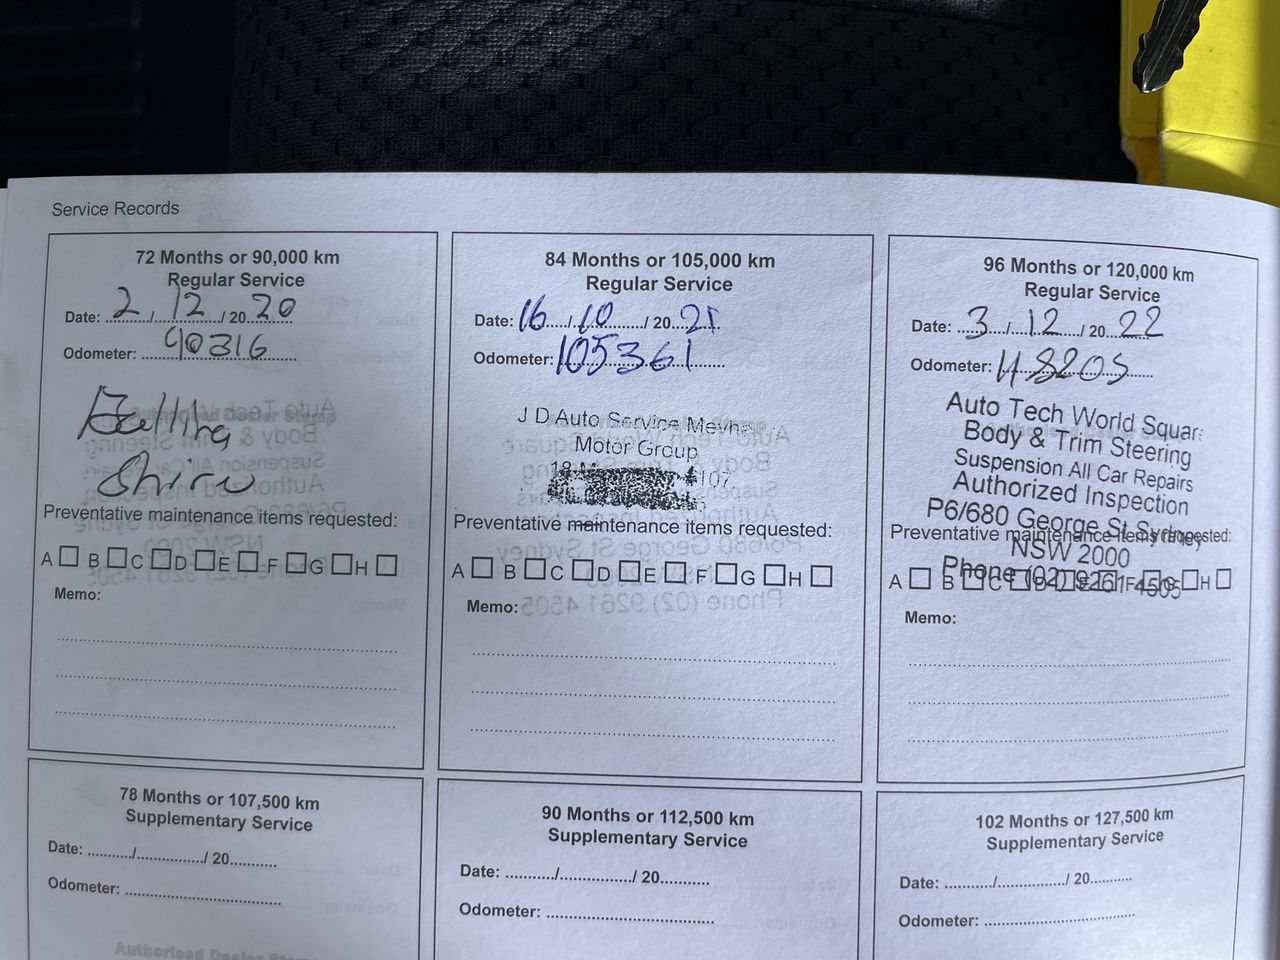 Service Records
72 Months or 90,000 km
Regular Service
Date: 2 / 12 / 20 20
Odometer: 90316
Shire
Preventative maintenance items requested:
A B C D E F G H
Memo:
84 Months or 105,000 km
Regular Service
Date: 16 / 10 / 20 21
Odometer: 105361
J D Auto Service
Motor Group
Preventative maintenance items requested:
A B C D E F G H
Memo:
96 Months or 120,000 km
Regular Service
Date: 3 / 12 / 20 22
Odometer: 118205
Auto Tech World Square
Body & Trim Steering
Suspension All Car Repairs
Authorized Inspection
P6/680 George St Sydney
Preventative maintenance items requested:
NSW 2000
Phone (02) 9261 4505
A B C D E F G H
Memo:
78 Months or 107,500 km
Supplementary Service
Date: / / 20
Odometer:
90 Months or 112,500 km
Supplementary Service
Date: / / 20
Odometer:
102 Months or 127,500 km
Supplementary Service
Date: / / 20
Odometer: